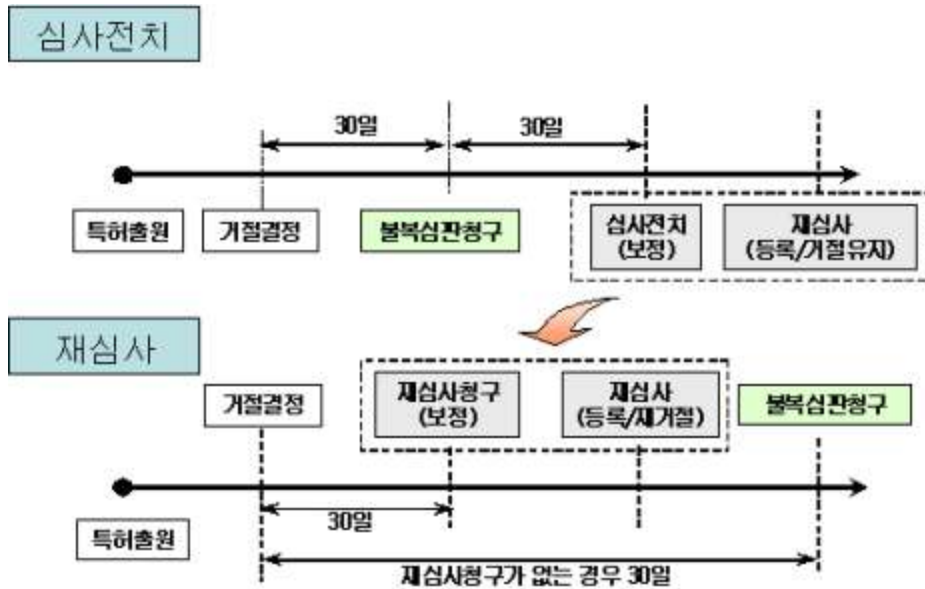 심사전치
30일
30일
특허출원
거절결정
불복심판청구
심사전치
(보정)
재심사
(등록/거절유지)
재심사
거절결정
재심사청구
(보정)
재심사
(등록/재거절)
불복심판청구
30일
특허출원
재심사청구가 없는 경우 30일